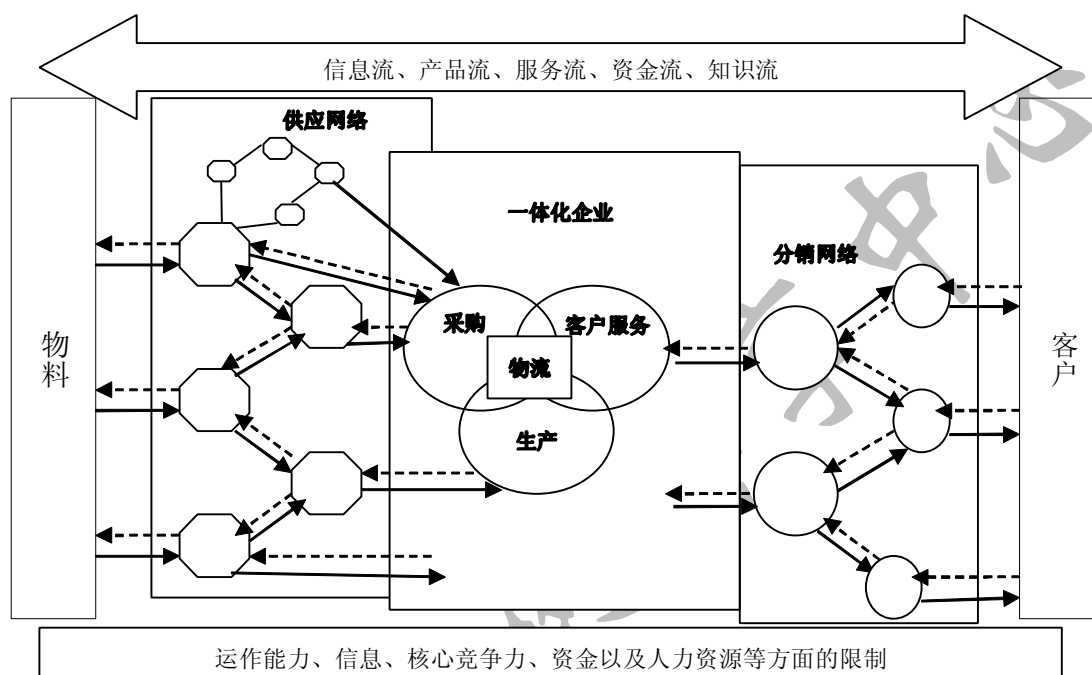 信息流、产品流、服务流、资金流、知识流
供应网络
一体化企业
分销网络
物料
采购
客户服务
物流
生产
客户
运作能力、信息、核心竞争力、资金以及人力资源等方面的限制